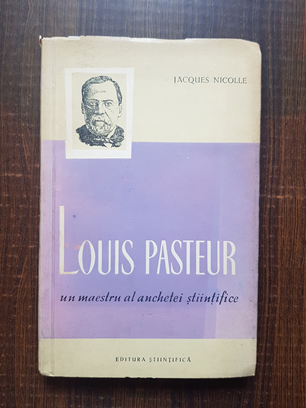 JACQUES NICOLLE
LOUIS PASTEUR
un maestru al anchetei științifice
EDITURA ȘTIINȚIFICĂ